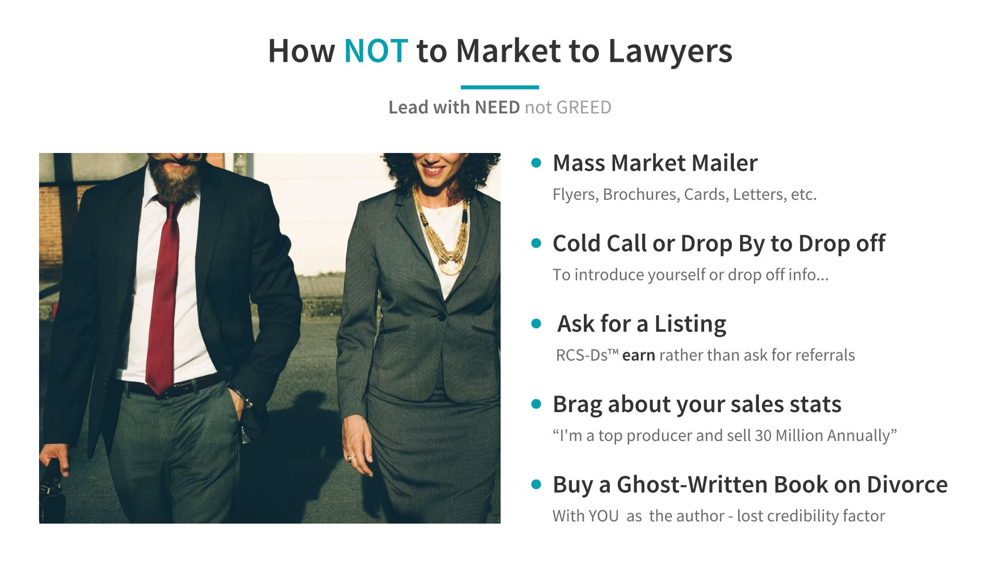 How NOT to Market to Lawyers
Lead with NEED not GREED
Mass Market Mailer
Flyers, Brochures, Cards, Letters, etc.
Cold Call or Drop By to Drop off
To introduce yourself or drop off info...
Ask for a Listing
RCS-Ds™ earn rather than ask for referrals
Brag about your sales stats
“I'm a top producer and sell 30 Million Annually”
Buy a Ghost-Written Book on Divorce
With YOU as the author - lost credibility factor